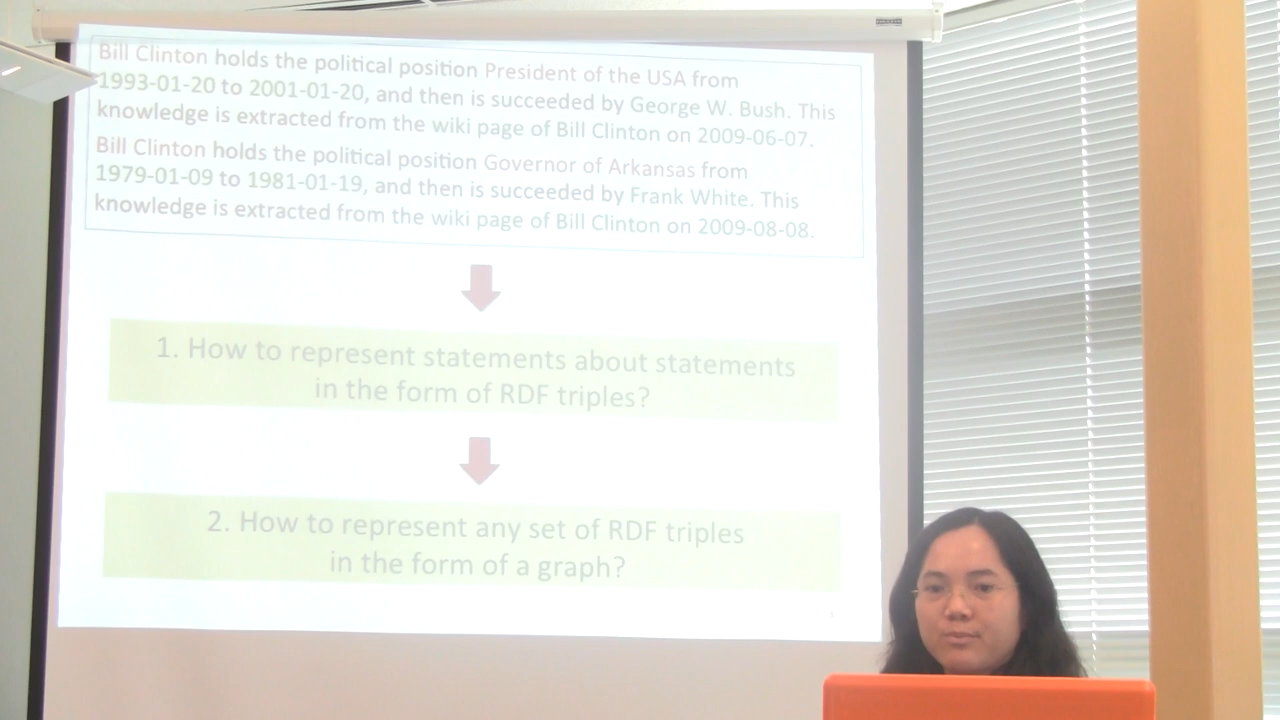 Bill Clinton holds the political position President of the USA from
1993-01-20 to 2001-01-20, and then is succeeded by George W. Bush. This
knowledge is extracted from the wiki page of Bill Clinton on 2009-06-07.
Bill Clinton holds the political position Governor of Arkansas from
1979-01-09 to 1981-01-19, and then is succeeded by Frank White. This
knowledge is extracted from the wiki page of Bill Clinton on 2009-08-08.
1. How to represent statements about statements
in the form of RDF triples?
2. How to represent any set of RDF triples
in the form of a graph?